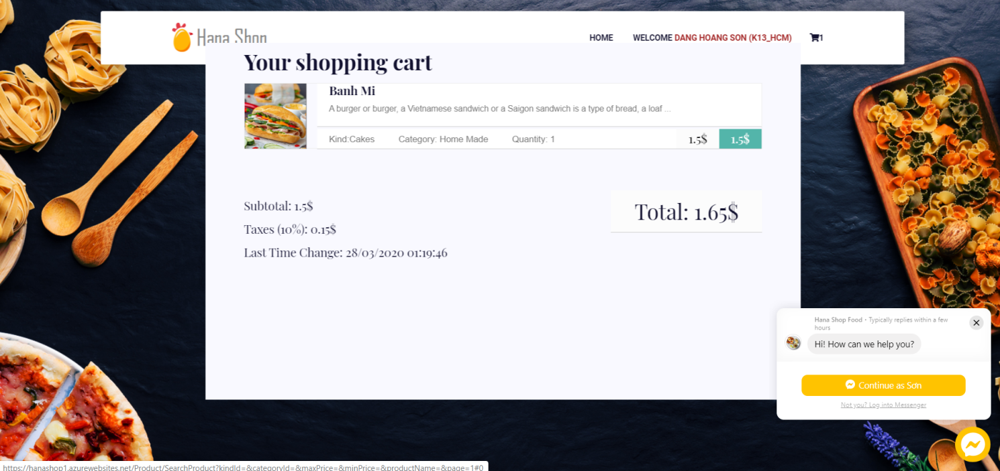 Hana Shop
HOME
WELCOME DANG HOANG SON (K13_HCM)
1
Your shopping cart
Banh Mi
A burger or burger, a Vietnamese sandwich or a Saigon sandwich is a type of bread, a loaf ...
Kind:Cakes
Category: Home Made
Quantity: 1
1.5$
1.5$
Subtotal: 1.5$
Total: 1.65$
Taxes (10%): 0.15$
Last Time Change: 28/03/2020 01:19:46
Hana Shop Food • Typically replies within a few
hours
Hi! How can we help you?
Continue as Sơn
Not you? Log into Messenger
https://hanashop1.azurewebsites.net/Product/SearchProduct?kindId=&categoryId=&maxPrice=&minPrice=&productName=&page=1#0